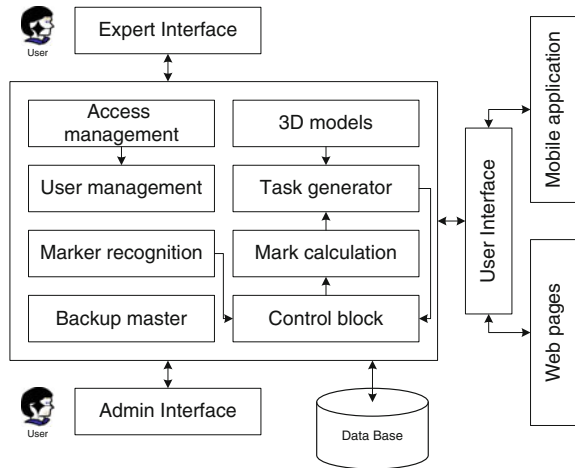 User
Expert Interface
Access
management
3D models
User management
Task generator
Marker recognition
Mark calculation
Backup master
Control block
User Interface
Mobile application
Web pages
User
Admin Interface
Data Base